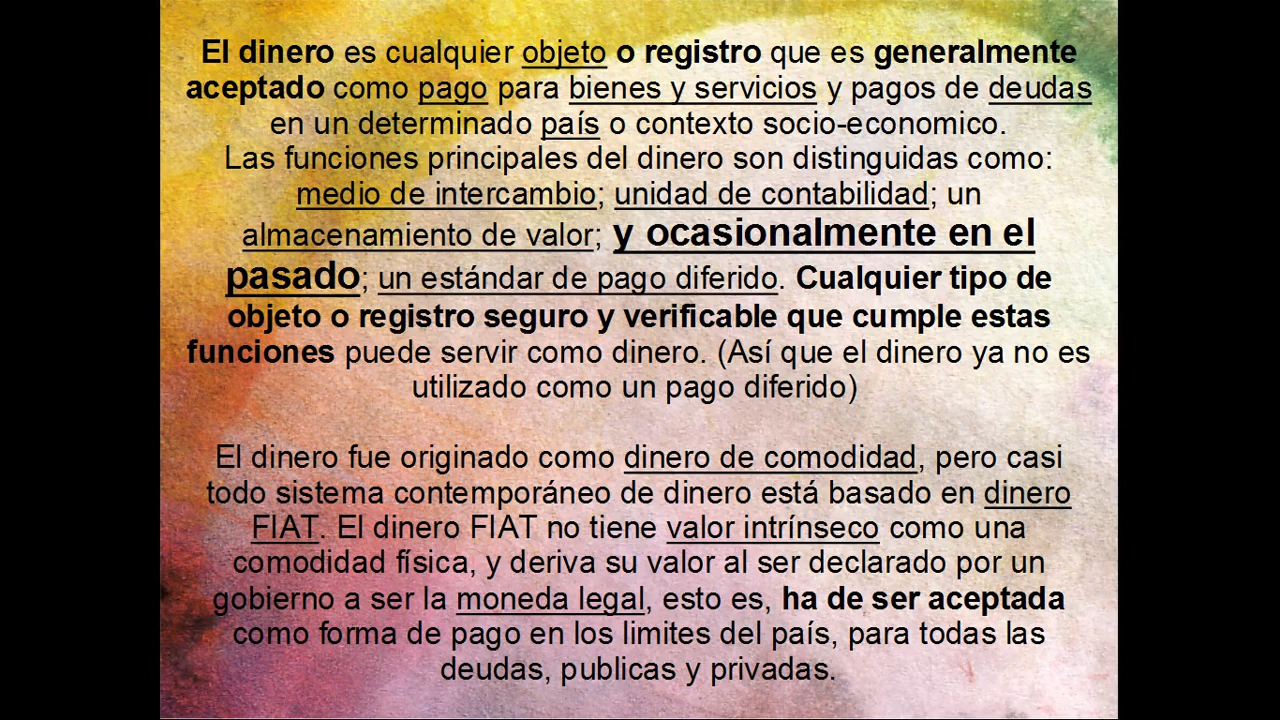 El dinero es cualquier objeto o registro que es generalmente
aceptado como pago para bienes y servicios y pagos de deudas
en un determinado país o contexto socio-economico.
Las funciones principales del dinero son distinguidas como:
medio de intercambio; unidad de contabilidad; un
almacenamiento de valor; y ocasionalmente en el
pasado; un estándar de pago diferido. Cualquier tipo de
objeto o registro seguro y verificable que cumple estas
funciones puede servir como dinero. (Así que el dinero ya no es
utilizado como un pago diferido)
El dinero fue originado como dinero de comodidad, pero casi
todo sistema contemporáneo de dinero está basado en dinero
FIAT. El dinero FIAT no tiene valor intrínseco como una
comodidad física, y deriva su valor al ser declarado por un
gobierno a ser la moneda legal, esto es, ha de ser aceptada
como forma de pago en los limites del país, para todas las
deudas, publicas y privadas.